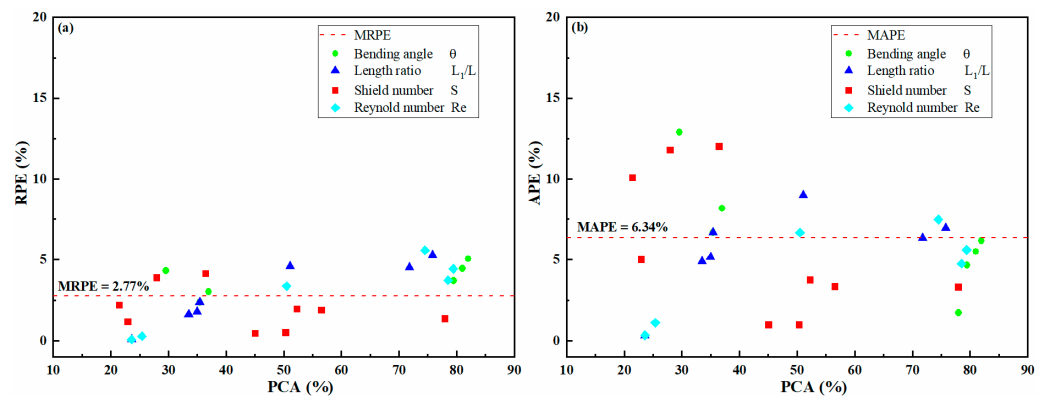 (a)
MRPE
Bending angle θ
Length ratio L₁/L
Shield number S
Reynold number Re
MRPE = 2.77%
RPE (%)
20
15
10
5
0
10 20 30 40 50 60 70 80 90
PCA (%)
(b)
MAPE
Bending angle θ
Length ratio L₁/L
Shield number S
Reynold number Re
MAPE = 6.34%
APE (%)
20
15
10
5
0
10 20 30 40 50 60 70 80 90
PCA (%)